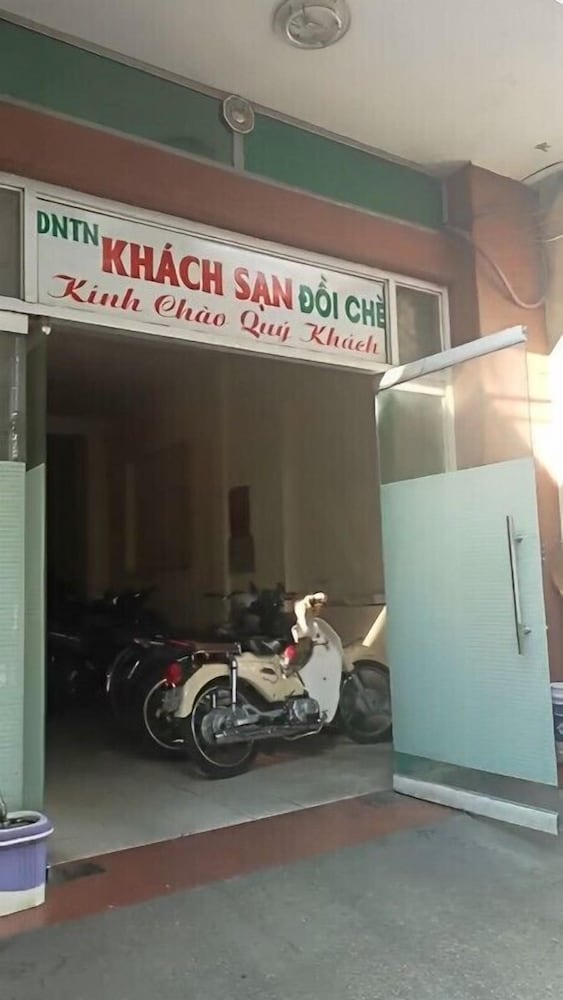 DNTN KHÁCH SẠN ĐỒI CHÈ
Kính Chào Quý Khách